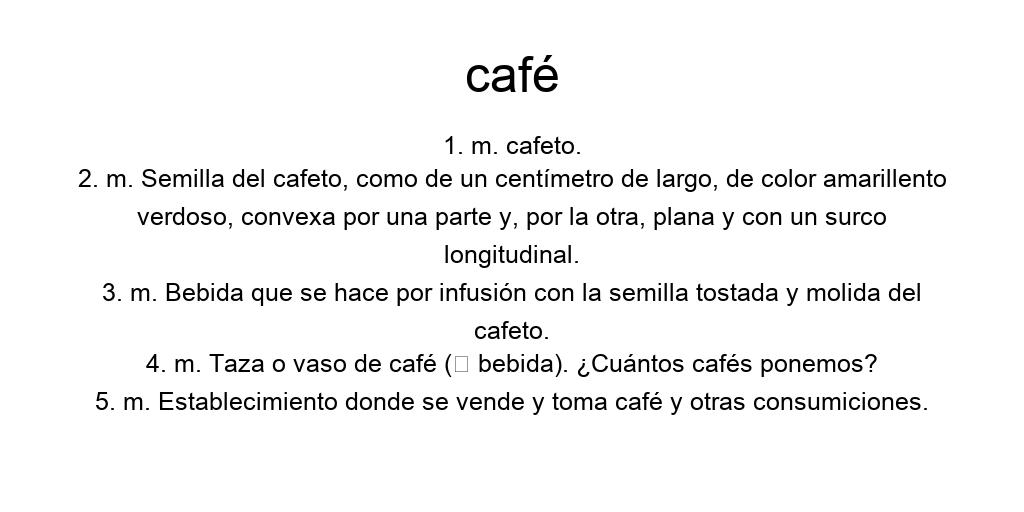 café
1. m. cafeto.
2. m. Semilla del cafeto, como de un centímetro de largo, de color amarillento
verdoso, convexa por una parte y, por la otra, plana y con un surco
longitudinal.
3. m. Bebida que se hace por infusión con la semilla tostada y molida del
cafeto.
4. m. Taza o vaso de café (□ bebida). ¿Cuántos cafés ponemos?
5. m. Establecimiento donde se vende y toma café y otras consumiciones.